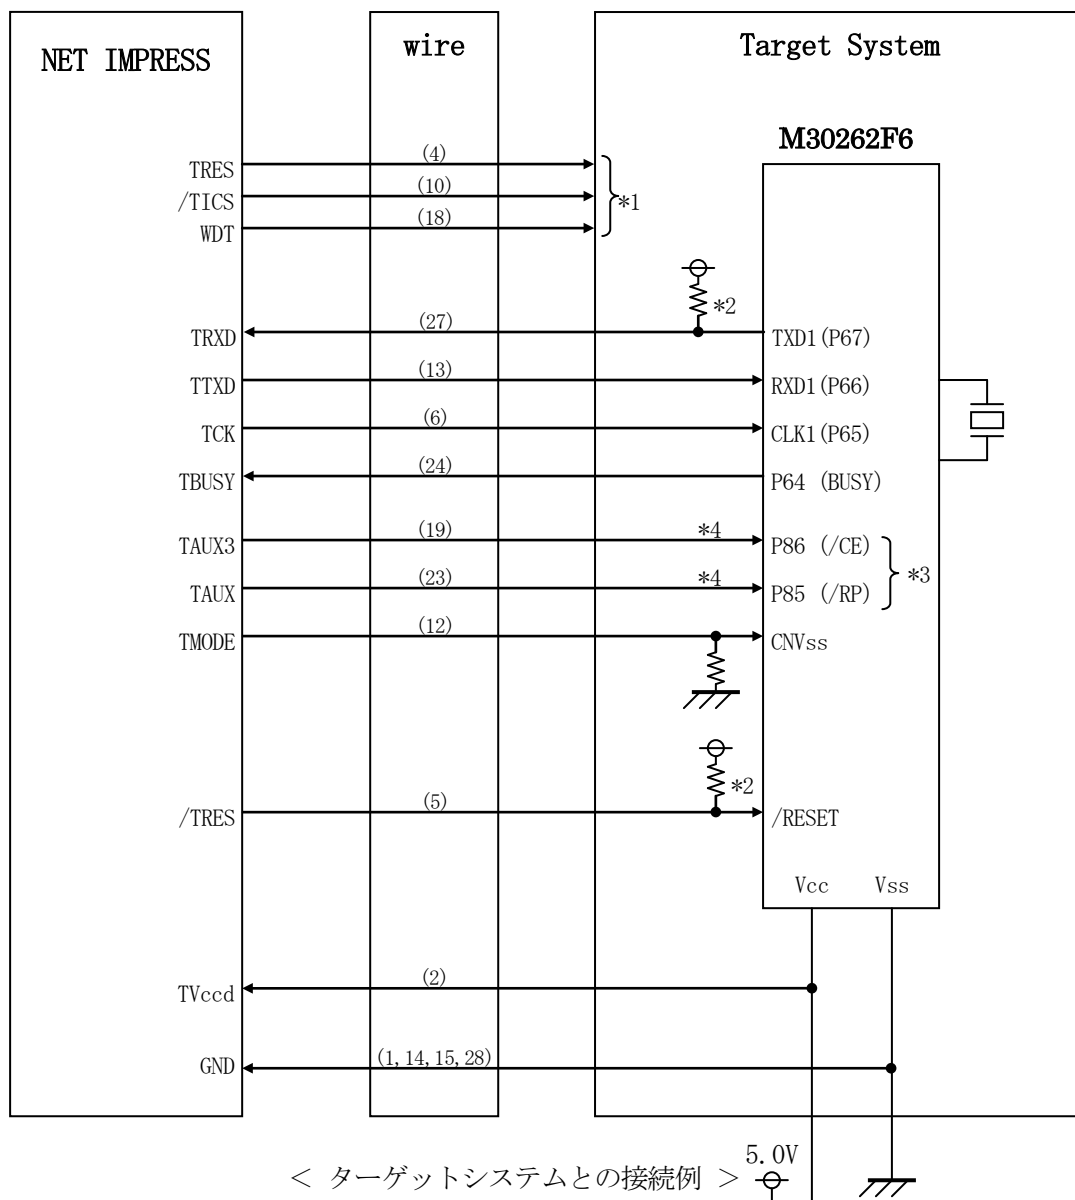 NET IMPRESS
wire
Target System
M30262F6
TRES (4)
/TICS (10) *1
WDT (18)
*2
TRXD (27) TXD1(P67)
TTXD (13) RXD1(P66)
TCK (6) CLK1(P65)
TBUSY (24) P64 (BUSY)
TAUX3 (19) *4 P86 (/CE)
*3
TAUX (23) *4 P85 (/RP)
TMODE (12) CNVss
*2
/TRES (5) /RESET
Vcc Vss
TVccd (2)
GND (1,14,15,28)
5.0V
< ターゲットシステムとの接続例 >